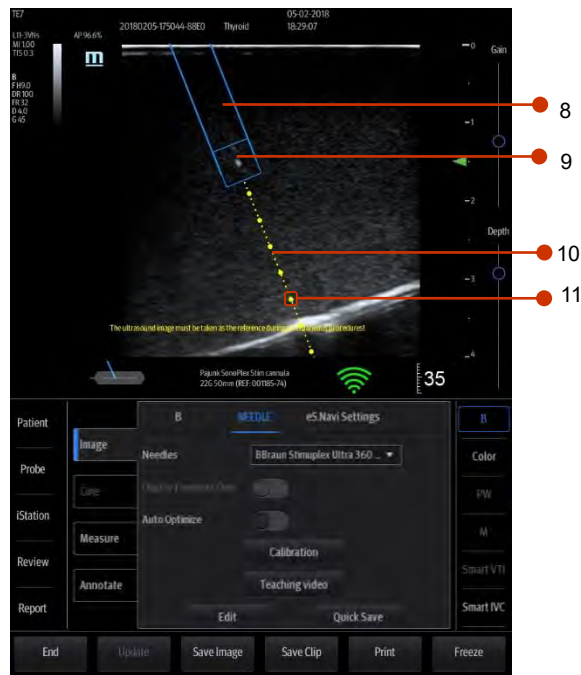 TE7
20180205-175044-88E0 Thyroid
05-02-2018
18:29:07
L11-3VNs
MI 1.00
TIS 0.3
AP 96.6%
m
B
F H9.0
DR 100
FR 32
D 4.0
G 45
0
1
2
3
4
Gain
Depth
8
9
10
11
The ultrasound image must be taken as the reference during procedures!
Pajunk SonoPlex Stim cannula
22G 50mm (REF: 001185-74)
35
Patient
Probe
iStation
Review
Report
Image
Cine
Measure
Annotate
B NEEDLE eS.Navi Settings
Needles BBraun Stimuplex Ultra 360 ...
Auto Optimize
Calibration
Teaching video
Edit Quick Save
B
Color
PW
M
Smart VTI
Smart IVC
End Update Save Image Save Clip Print Freeze